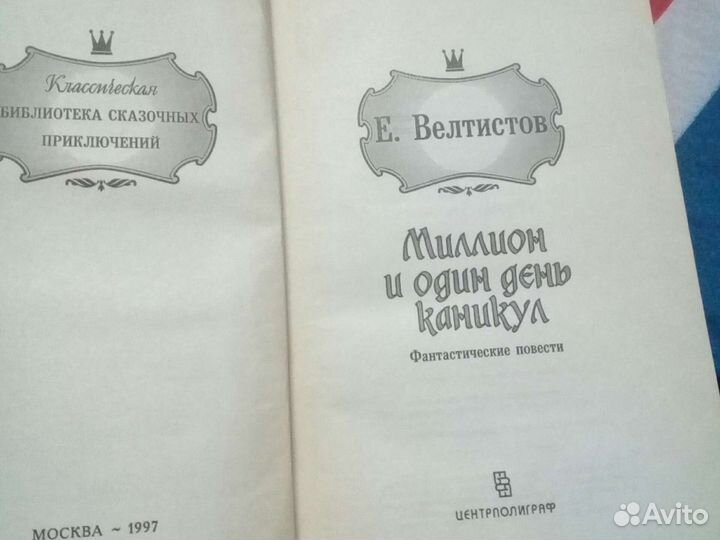 Классическая
БИБЛИОТЕКА СКАЗОЧНЫХ
ПРИКЛЮЧЕНИЙ
МОСКВА ~ 1997
Е. Велтистов
Миллион
и один день
каникул
Фантастические повести
ЦЕНТРПОЛИГРАФ
Avito